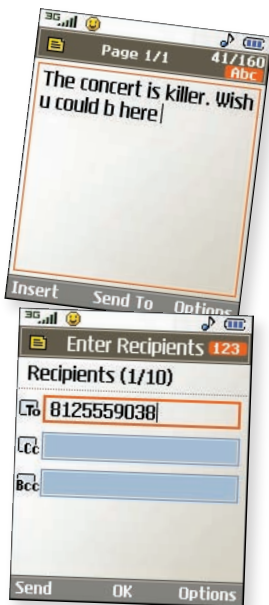 3G
Page 1/1 41/160
Abc
The concert is killer. Wish
u could b here
Insert Send To Options
3G
Enter Recipients 123
Recipients (1/10)
To 8125559038
Cc
Bcc
Send OK Options